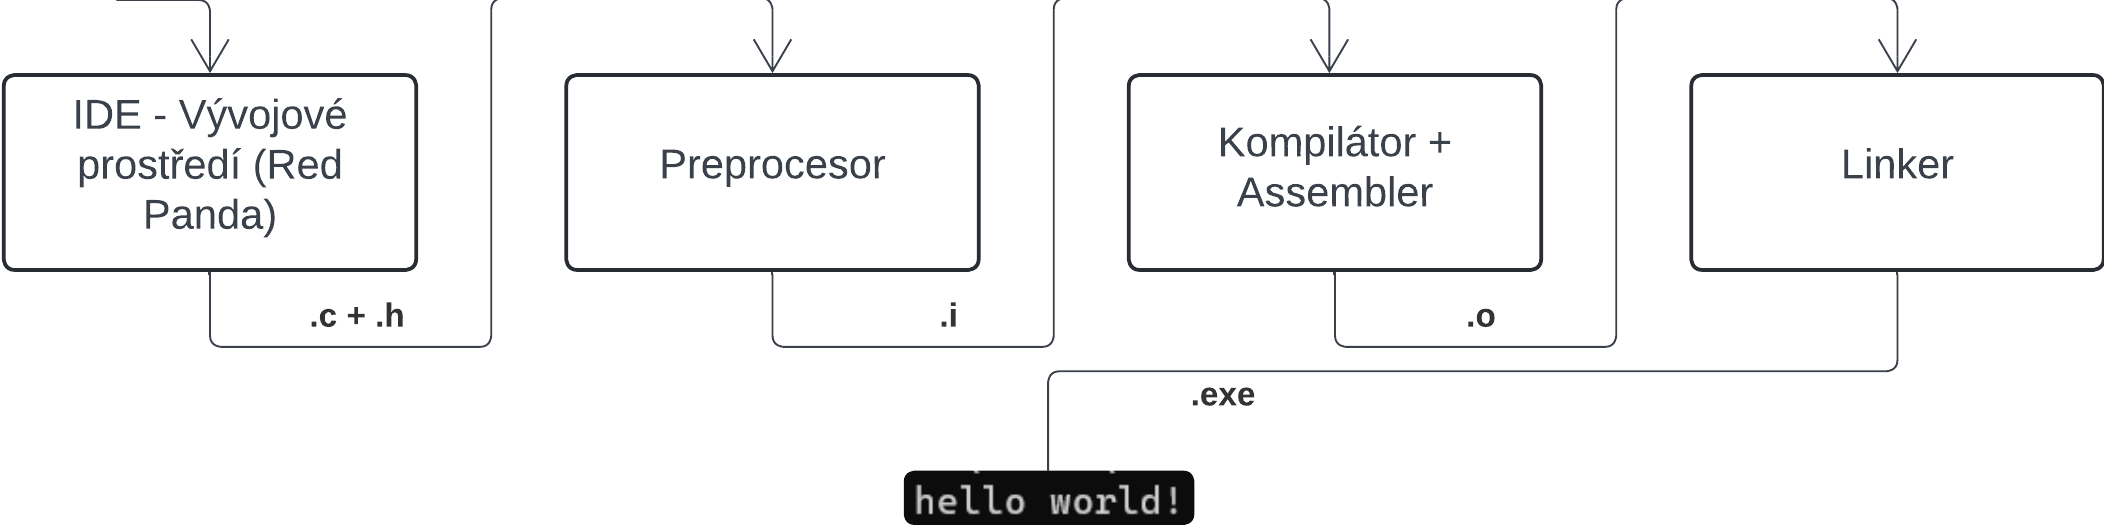 IDE - Vývojové
prostředí (Red
Panda)
Preprocesor
Kompilátor +
Assembler
Linker
.c + .h
.i
.o
.exe
hello world!